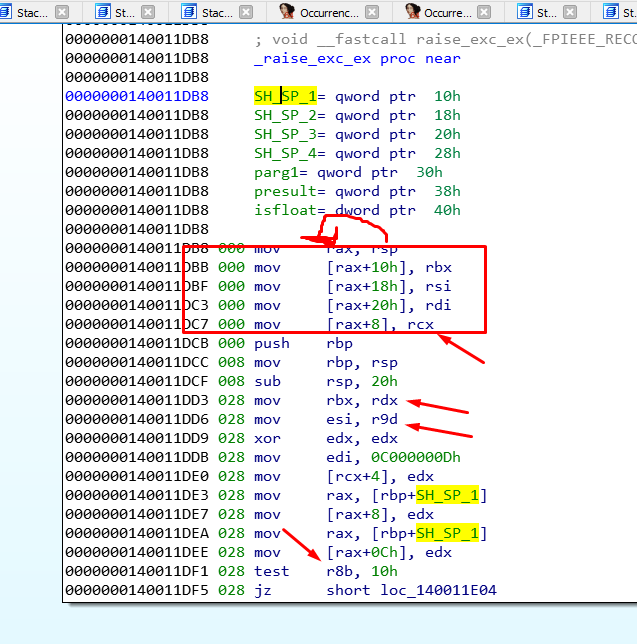 Stac... St... Stac... Occurrenc... Occurre... St... St...
0000000140011DB8 ; void __fastcall raise_exc_ex(_FPIEEE_RECO
0000000140011DB8 _raise_exc_ex proc near
0000000140011DB8
0000000140011DB8 SH_SP_1= qword ptr  10h
0000000140011DB8 SH_SP_2= qword ptr  18h
0000000140011DB8 SH_SP_3= qword ptr  20h
0000000140011DB8 SH_SP_4= qword ptr  28h
0000000140011DB8 parg1= qword ptr  30h
0000000140011DB8 presult= qword ptr  38h
0000000140011DB8 isfloat= dword ptr  40h
0000000140011DB8
0000000140011DB8 000 mov rax, rsp
0000000140011DBB 000 mov [rax+10h], rbx
0000000140011DBF 000 mov [rax+18h], rsi
0000000140011DC3 000 mov [rax+20h], rdi
0000000140011DC7 000 mov [rax+8], rcx
0000000140011DCB 000 push rbp
0000000140011DCC 008 mov rbp, rsp
0000000140011DCF 008 sub rsp, 20h
0000000140011DD3 028 mov rbx, rdx
0000000140011DD6 028 mov esi, r9d
0000000140011DD9 028 xor edx, edx
0000000140011DDB 028 mov edi, 0C000000Dh
0000000140011DE0 028 mov [rcx+4], edx
0000000140011DE3 028 mov rax, [rbp+SH_SP_1]
0000000140011DE7 028 mov [rax+8], edx
0000000140011DEA 028 mov rax, [rbp+SH_SP_1]
0000000140011DEE 028 mov [rax+0Ch], edx
0000000140011DF1 028 test r8b, 10h
0000000140011DF5 028 jz short loc_140011E04